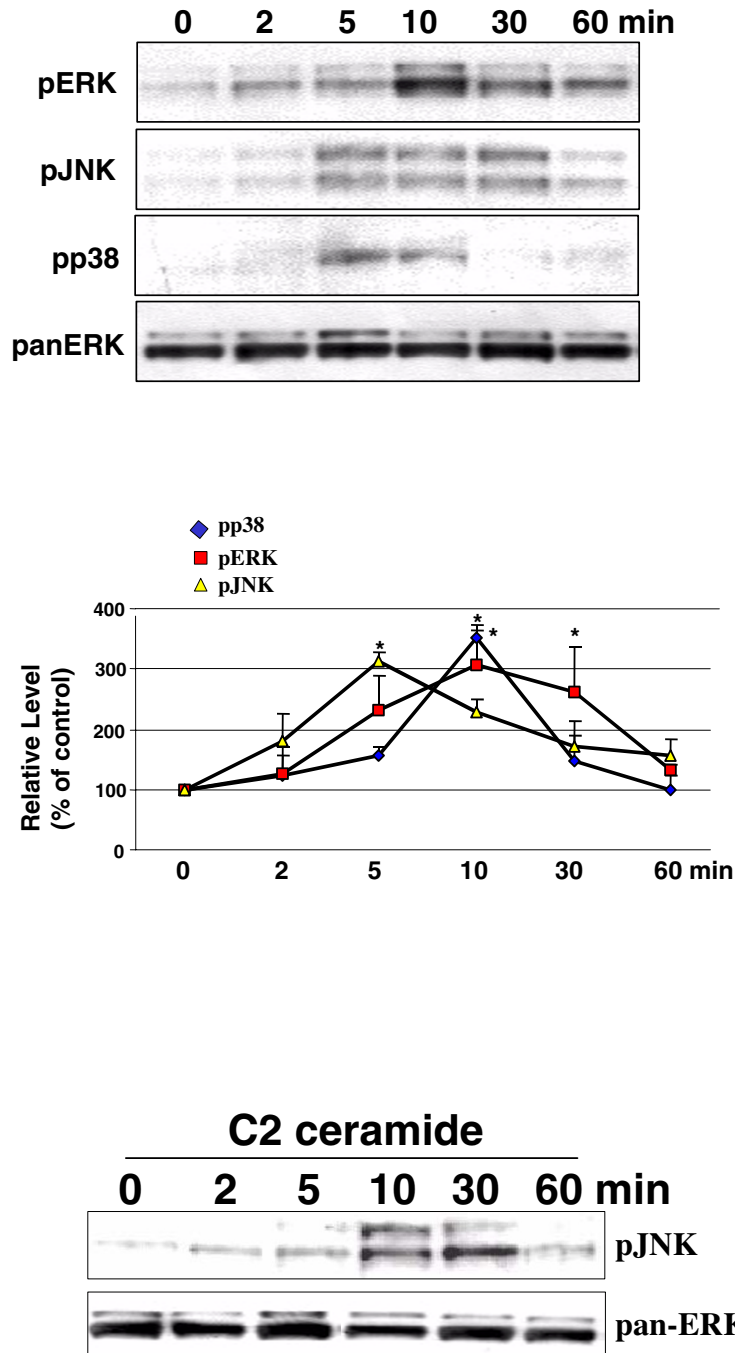 0 2 5 10 30 60 min
pERK
pJNK
pp38
panERK
pp38
pERK
pJNK
400
300
200
100
0
Relative Level
(% of control)
*
*
*
*
0 2 5 10 30 60 min
C2 ceramide
0 2 5 10 30 60 min
pJNK
pan-ERK